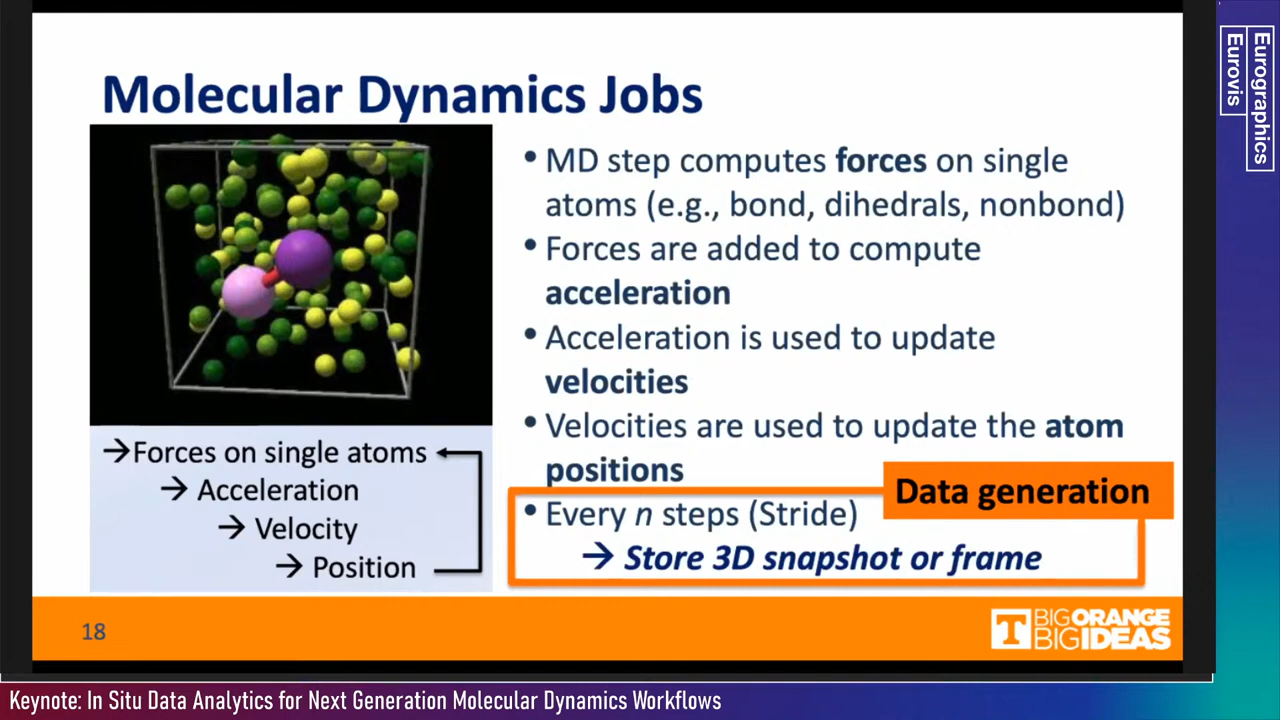 Molecular Dynamics Jobs
• MD step computes forces on single
atoms (e.g., bond, dihedrals, nonbond)
• Forces are added to compute
acceleration
• Acceleration is used to update
velocities
• Velocities are used to update the atom
positions
Data generation
• Every n steps (Stride)
→ Store 3D snapshot or frame
→Forces on single atoms
→ Acceleration
→ Velocity
→ Position
18
T BIG ORANGE
BIG IDEAS
Eurographics
Eurovis
Keynote: In Situ Data Analytics for Next Generation Molecular Dynamics Workflows